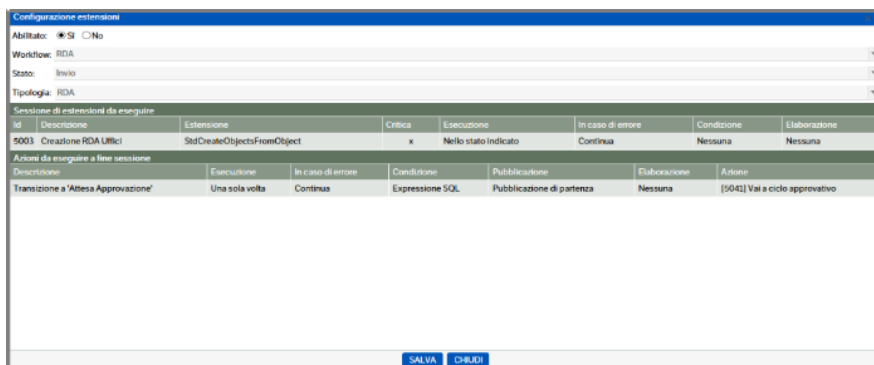 Configurazione estensioni
Abilitato: Sì No
Workflow: RDA
Stato: Invio
Tipologia: RDA
Sessione di estensioni da eseguire
Id Descrizione Estensione Critica Esecuzione In caso di errore Condizione Elaborazione
5003 Creazione RDA Uffici StdCreateObjectsFromObject x Nello stato indicato Continua Nessuna Nessuna
Azioni da eseguire a fine sessione
Descrizione Esecuzione In caso di errore Condizione Pubblicazione Elaborazione Azione
Transizione a 'Attesa Approvazione' Una sola volta Continua Expressione SQL Pubblicazione di partenza Nessuna [5041] Vai a ciclo approvativo
SALVA CHIUDI